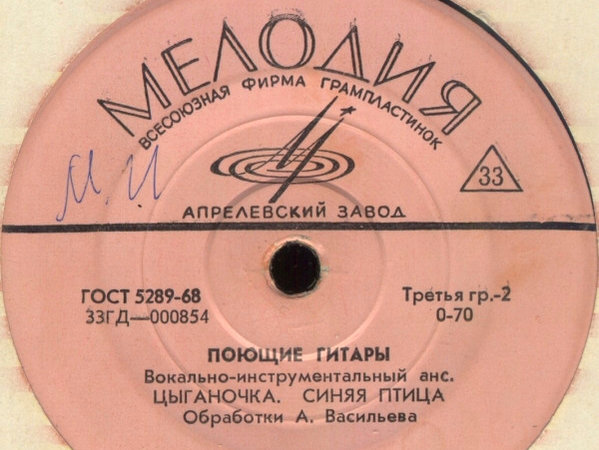 МЕЛОДИЯ
ВСЕСОЮЗНАЯ ФИРМА ГРАМПЛАСТИНОК
М. И
33
АПРЕЛЕВСКИЙ ЗАВОД
ГОСТ 5289-68
Третья гр.-2
33ГД—000854
0-70
ПОЮЩИЕ ГИТАРЫ
Вокально-инструментальный анс.
ЦЫГАНОЧКА. СИНЯЯ ПТИЦА
Обработки А. Васильева